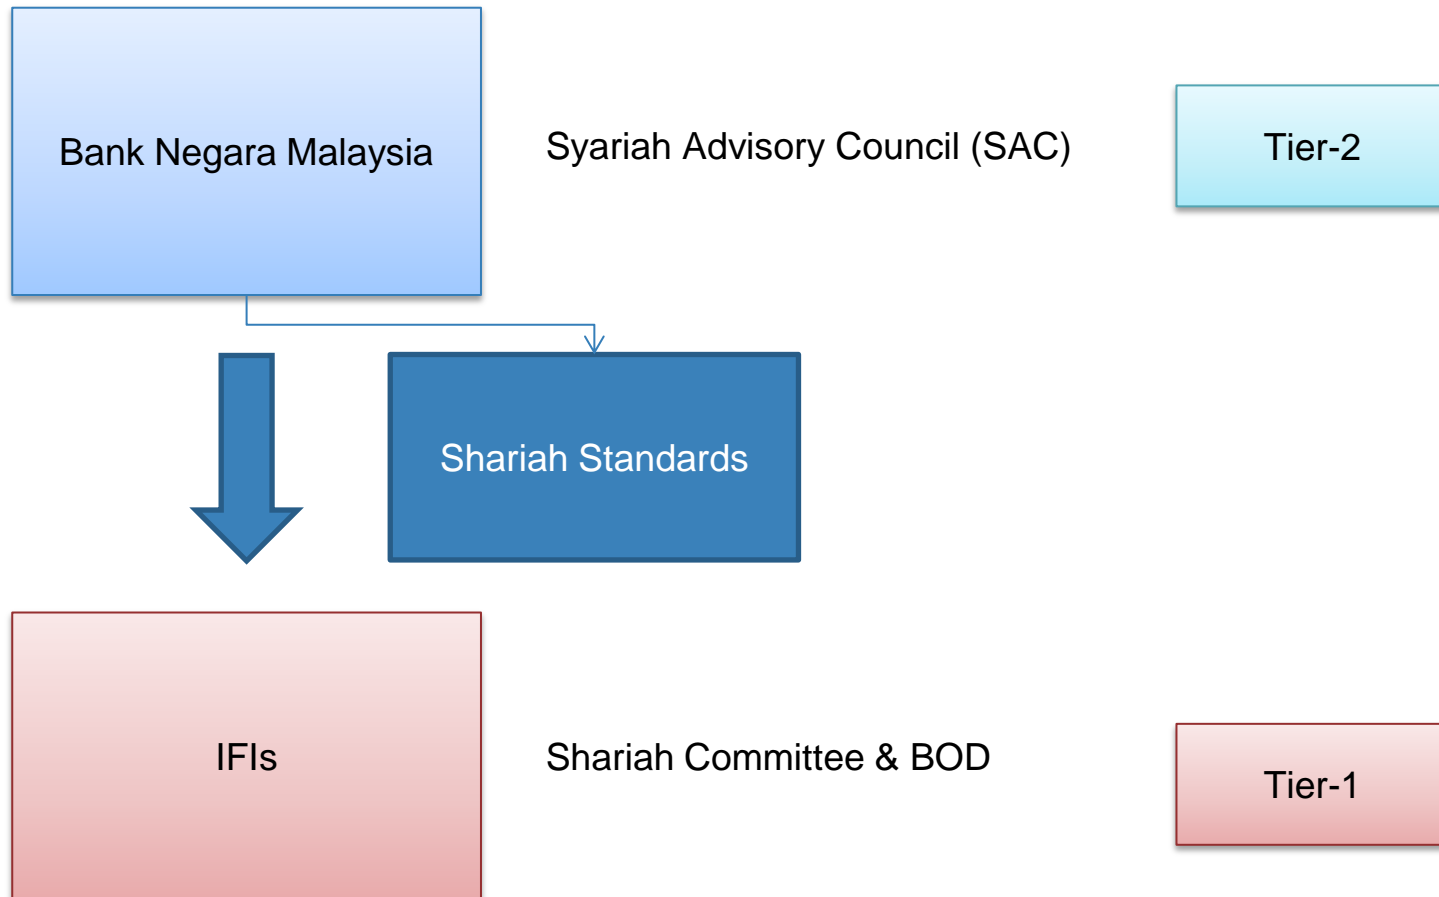 Bank Negara Malaysia
Syariah Advisory Council (SAC)
Tier-2
Shariah Standards
IFIs
Shariah Committee & BOD
Tier-1